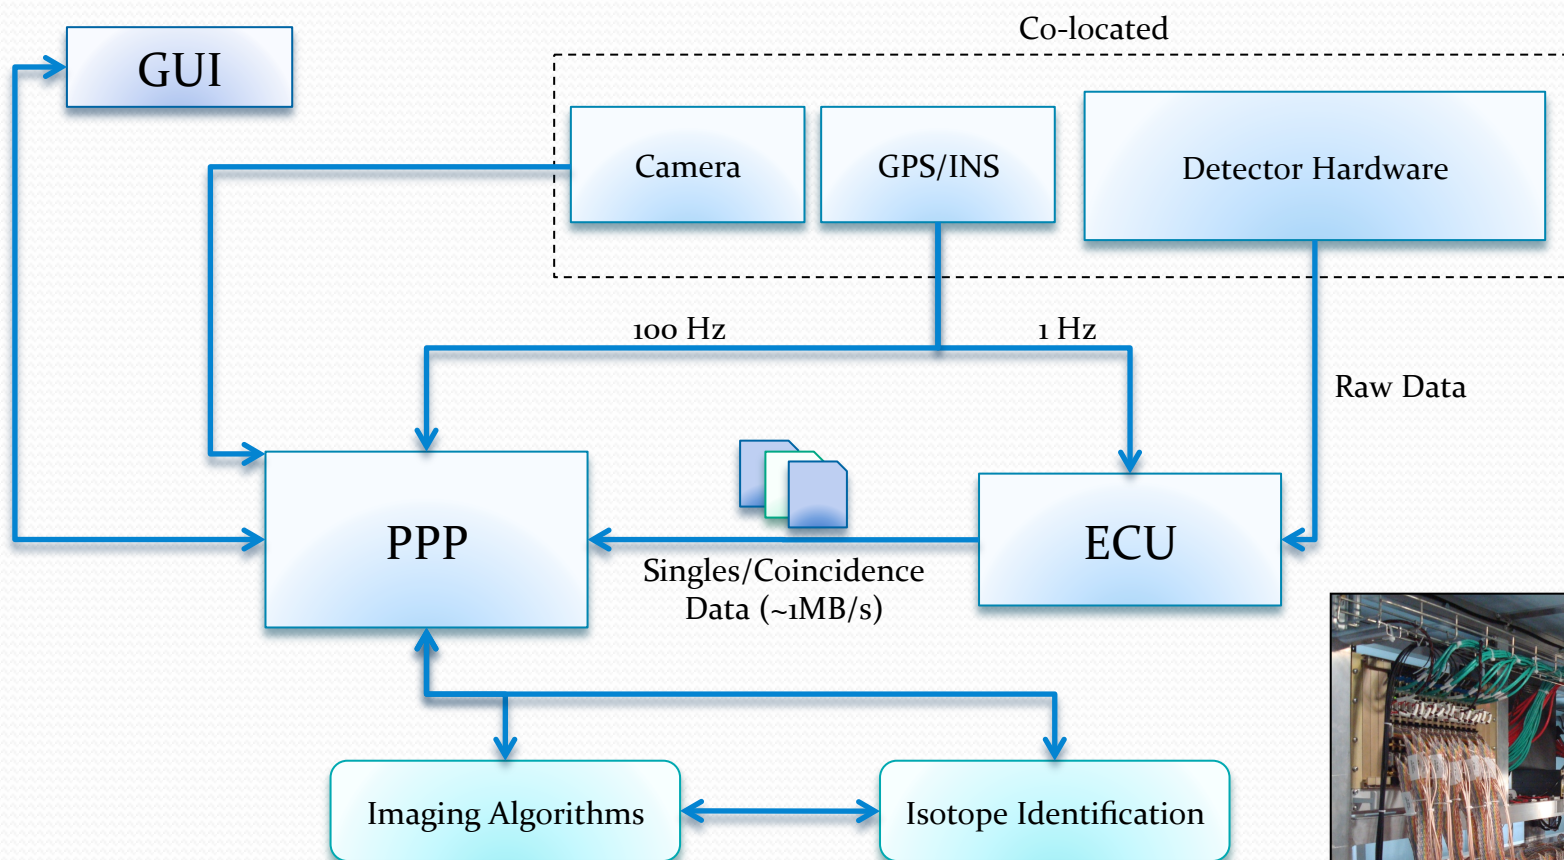 Co-located
GUI
Camera
GPS/INS
Detector Hardware
100 Hz
1 Hz
Raw Data
PPP
ECU
Singles/Coincidence
Data (~1MB/s)
Imaging Algorithms
Isotope Identification